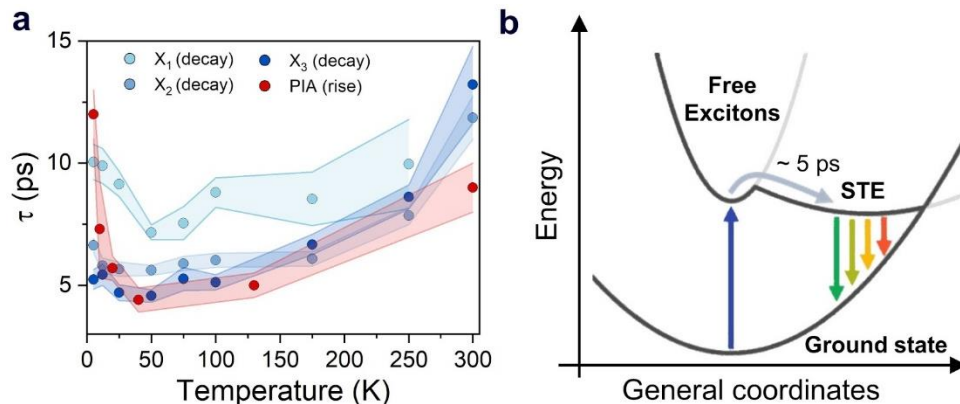 a
15
10
5
τ (ps)
X₁ (decay)
X₂ (decay)
X₃ (decay)
PIA (rise)
0 50 100 150 200 250 300
Temperature (K)
b
Energy
Free
Excitons
~ 5 ps
STE
Ground state
General coordinates